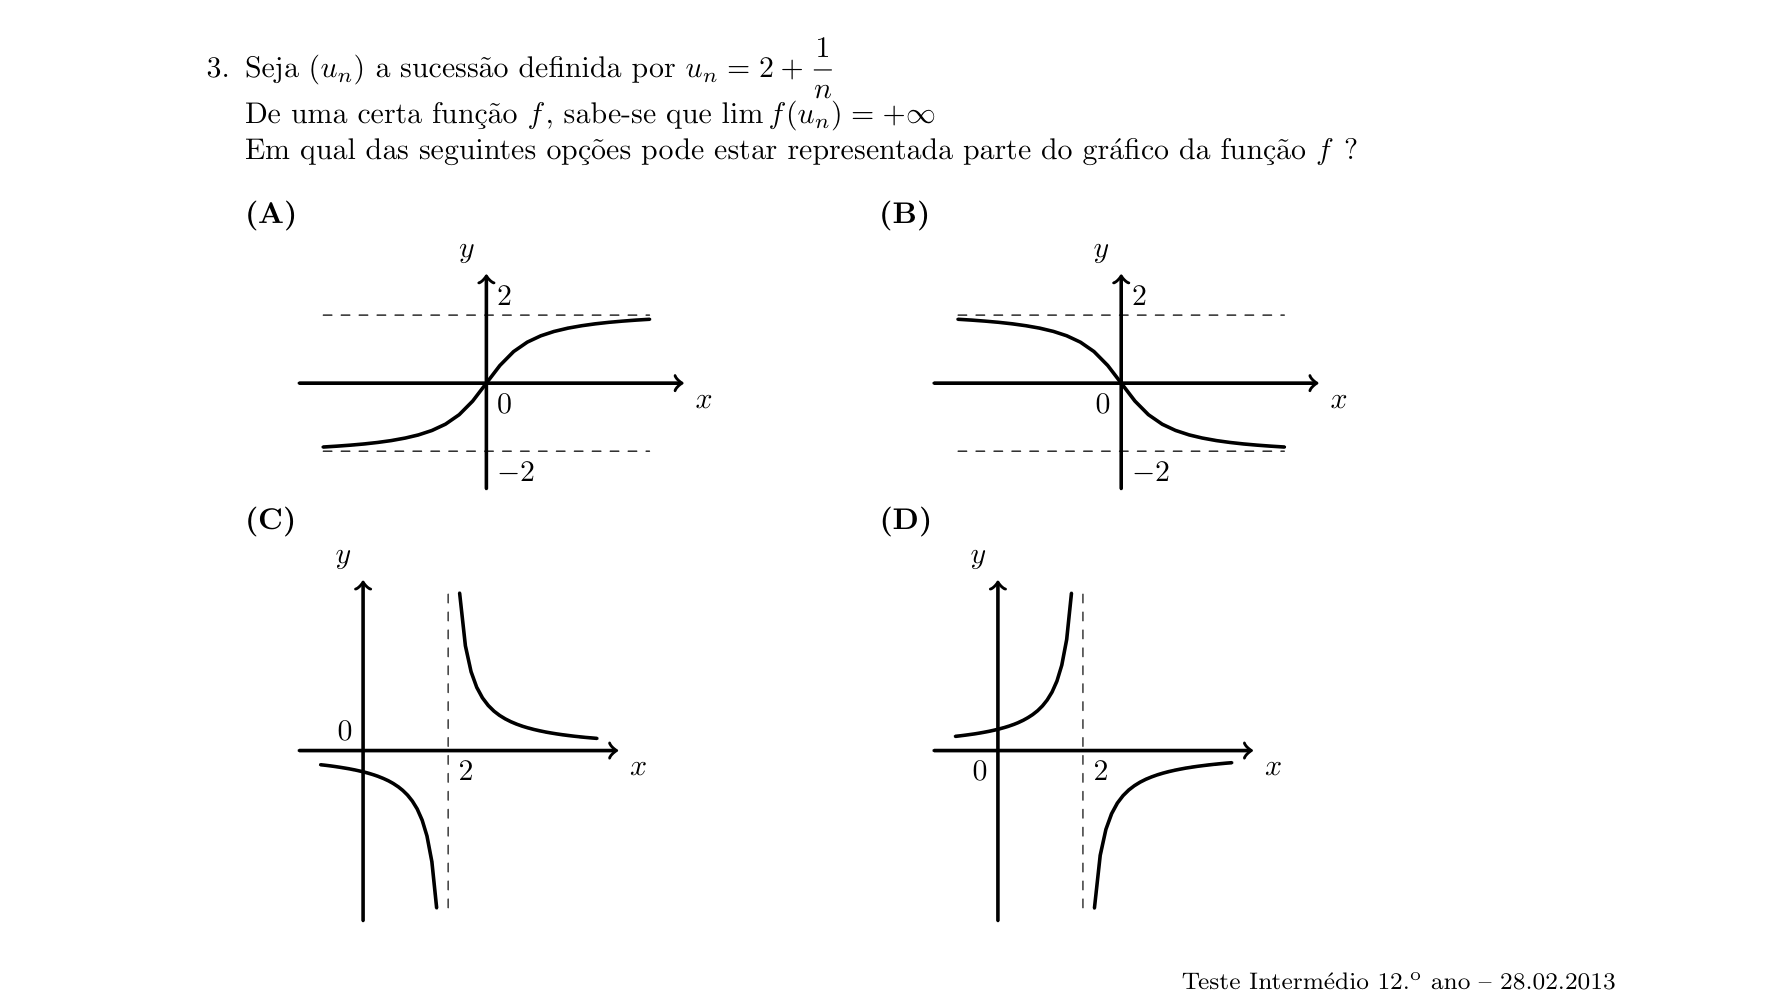 3. Seja (uₙ) a sucessão definida por uₙ = 2 + 1/n
De uma certa função f, sabe-se que lim f(uₙ) = +∞
Em qual das seguintes opções pode estar representada parte do gráfico da função f ?
(A)
(B)
y
y
2
2
0
0
x
x
−2
−2
(C)
(D)
y
y
0
2
x
0
2
x
Teste Intermédio 12.º ano – 28.02.2013